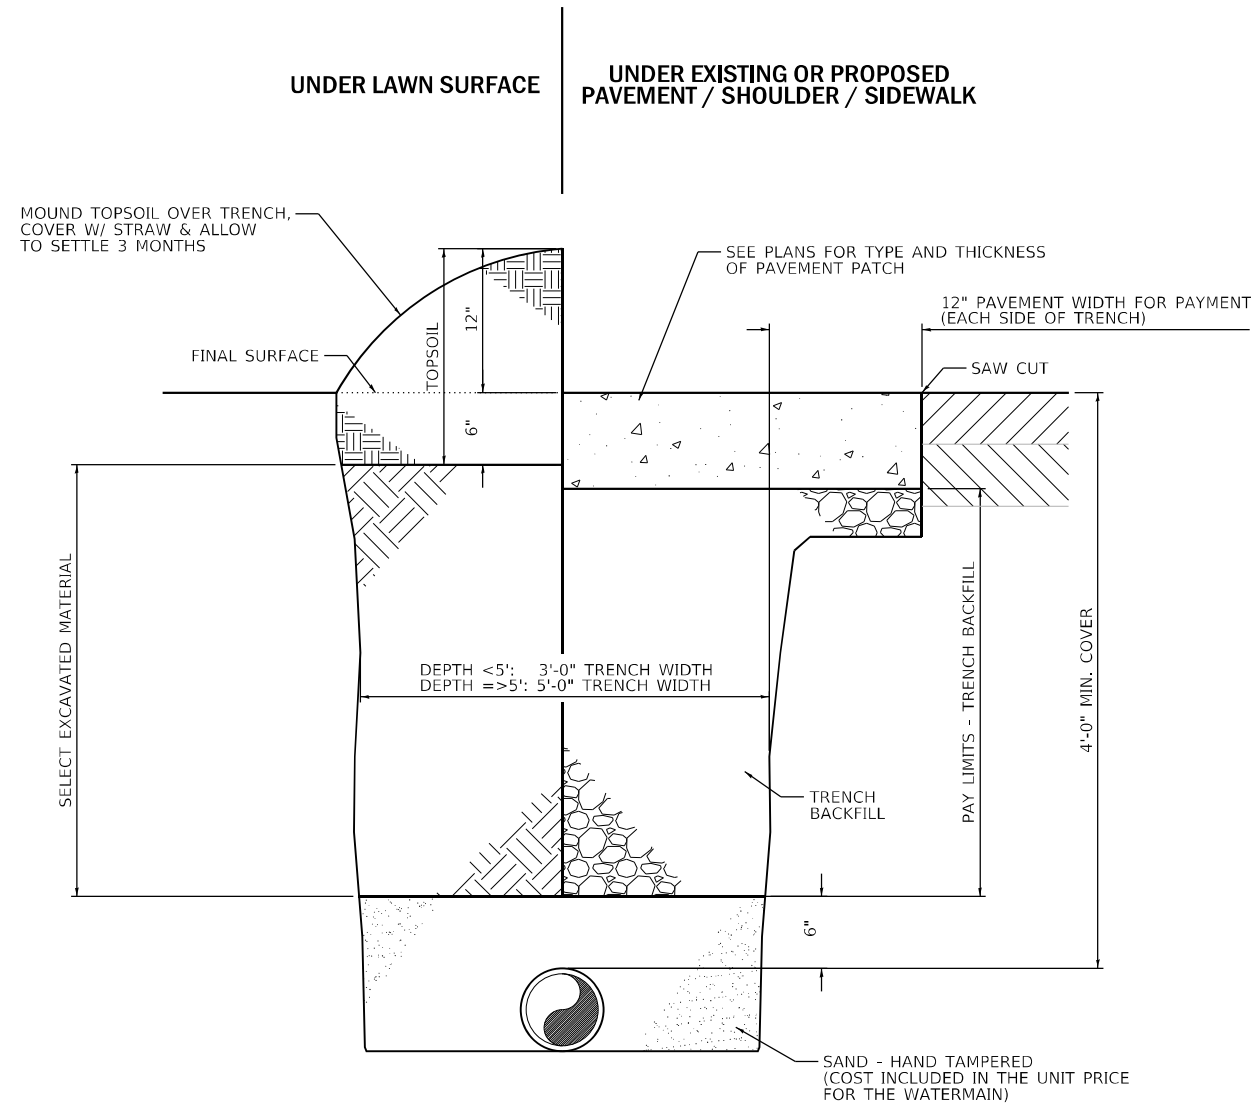 UNDER LAWN SURFACE
UNDER EXISTING OR PROPOSED
PAVEMENT / SHOULDER / SIDEWALK
MOUND TOPSOIL OVER TRENCH,
COVER W/ STRAW & ALLOW
TO SETTLE 3 MONTHS
SEE PLANS FOR TYPE AND THICKNESS
OF PAVEMENT PATCH
12" PAVEMENT WIDTH FOR PAYMENT
(EACH SIDE OF TRENCH)
FINAL SURFACE
TOPSOIL
12"
6"
SAW CUT
SELECT EXCAVATED MATERIAL
DEPTH <5': 3'-0" TRENCH WIDTH
DEPTH =>5': 5'-0" TRENCH WIDTH
TRENCH
BACKFILL
PAY LIMITS - TRENCH BACKFILL
4'-0" MIN. COVER
6"
SAND - HAND TAMPERED
(COST INCLUDED IN THE UNIT PRICE
FOR THE WATERMAIN)